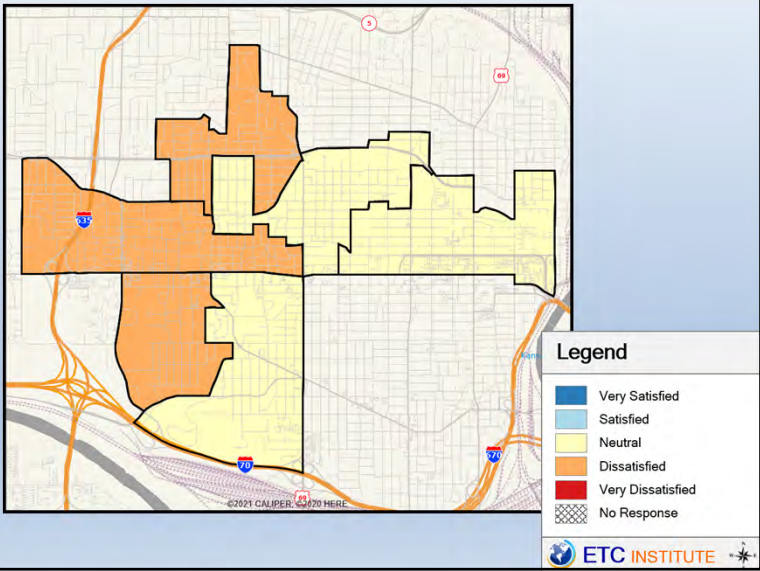 5
69
635
Legend
Very Satisfied
Satisfied
Neutral
Dissatisfied
Very Dissatisfied
No Response
70
670
69
©2021 CALIPER; ©2020 HERE
ETC INSTITUTE